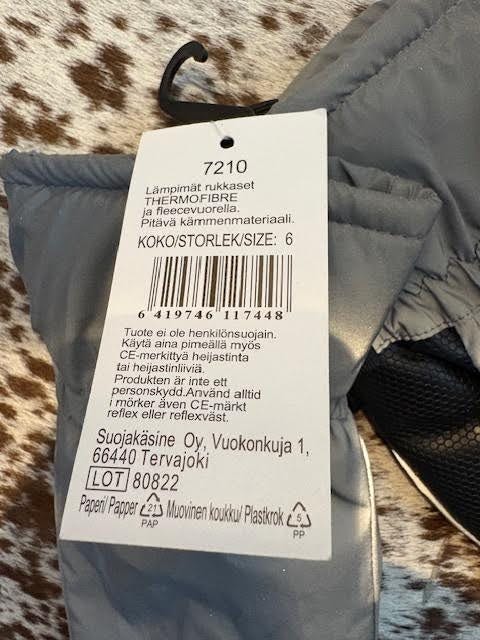 7210
Lämpimät rukkaset
THERMOFIBRE
ja fleecevuorella.
Pitävä kämmenmateriaali.
KOKO/STORLEK/SIZE: 6
6 419746 117448
Tuote ei ole henkilönsuojain.
Käytä aina pimeällä myös
CE-merkittyä heijastinta
tai heijastinliiviä.
Produkten är inte ett
personskydd.Använd alltid
i mörker även CE-märkt
reflex eller reflexväst.
Suojakäsine Oy, Vuokonkuja 1,
66440 Tervajoki
LOT 80822
Paperi/ Papper 21 PAP Muovinen koukku/ Plastkrok 5 PP